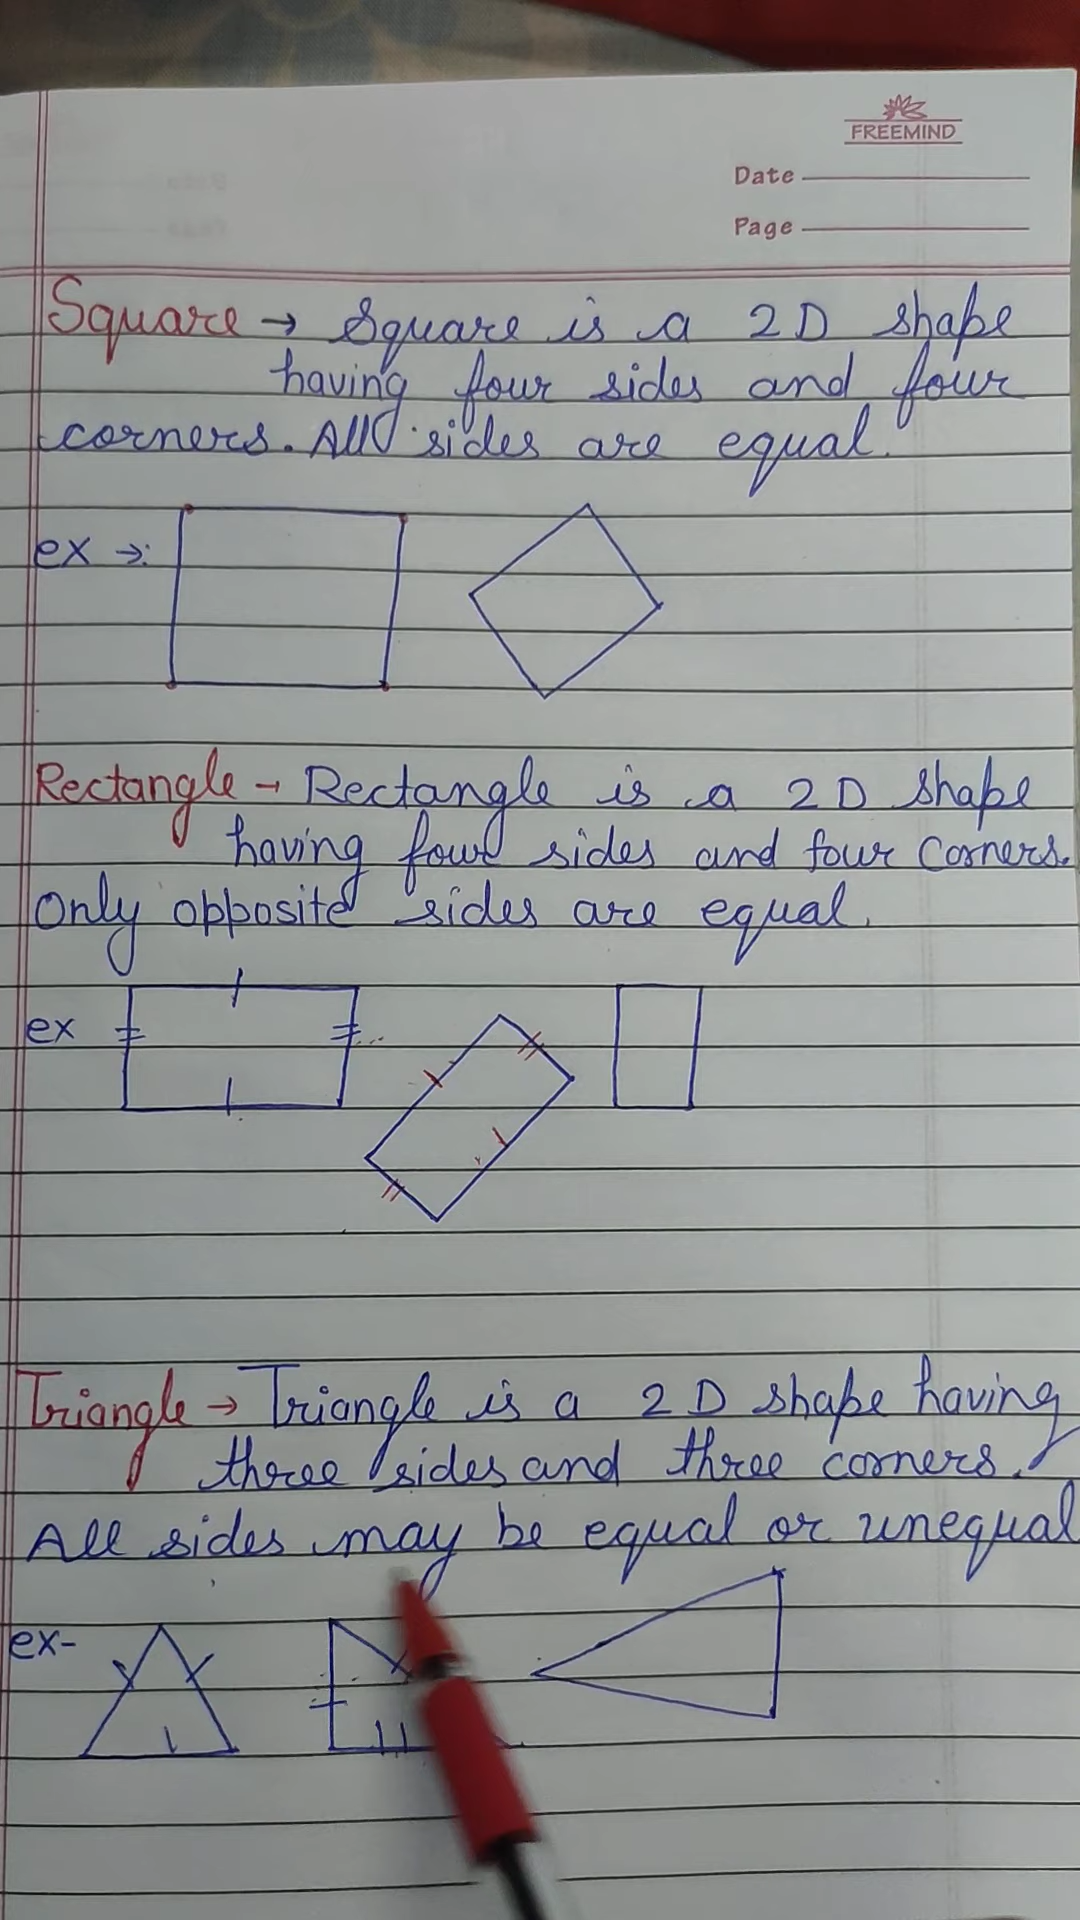 FREEMIND
Date
Page
Square → Square is a 2D shape
having four sides and four
corners. All sides are equal.
ex →:
Rectangle → Rectangle is a 2D shape
having four sides and four corners.
Only opposite sides are equal.
ex
Triangle → Triangle is a 2D shape having
three sides and three corners.
All sides may be equal or unequal
ex-